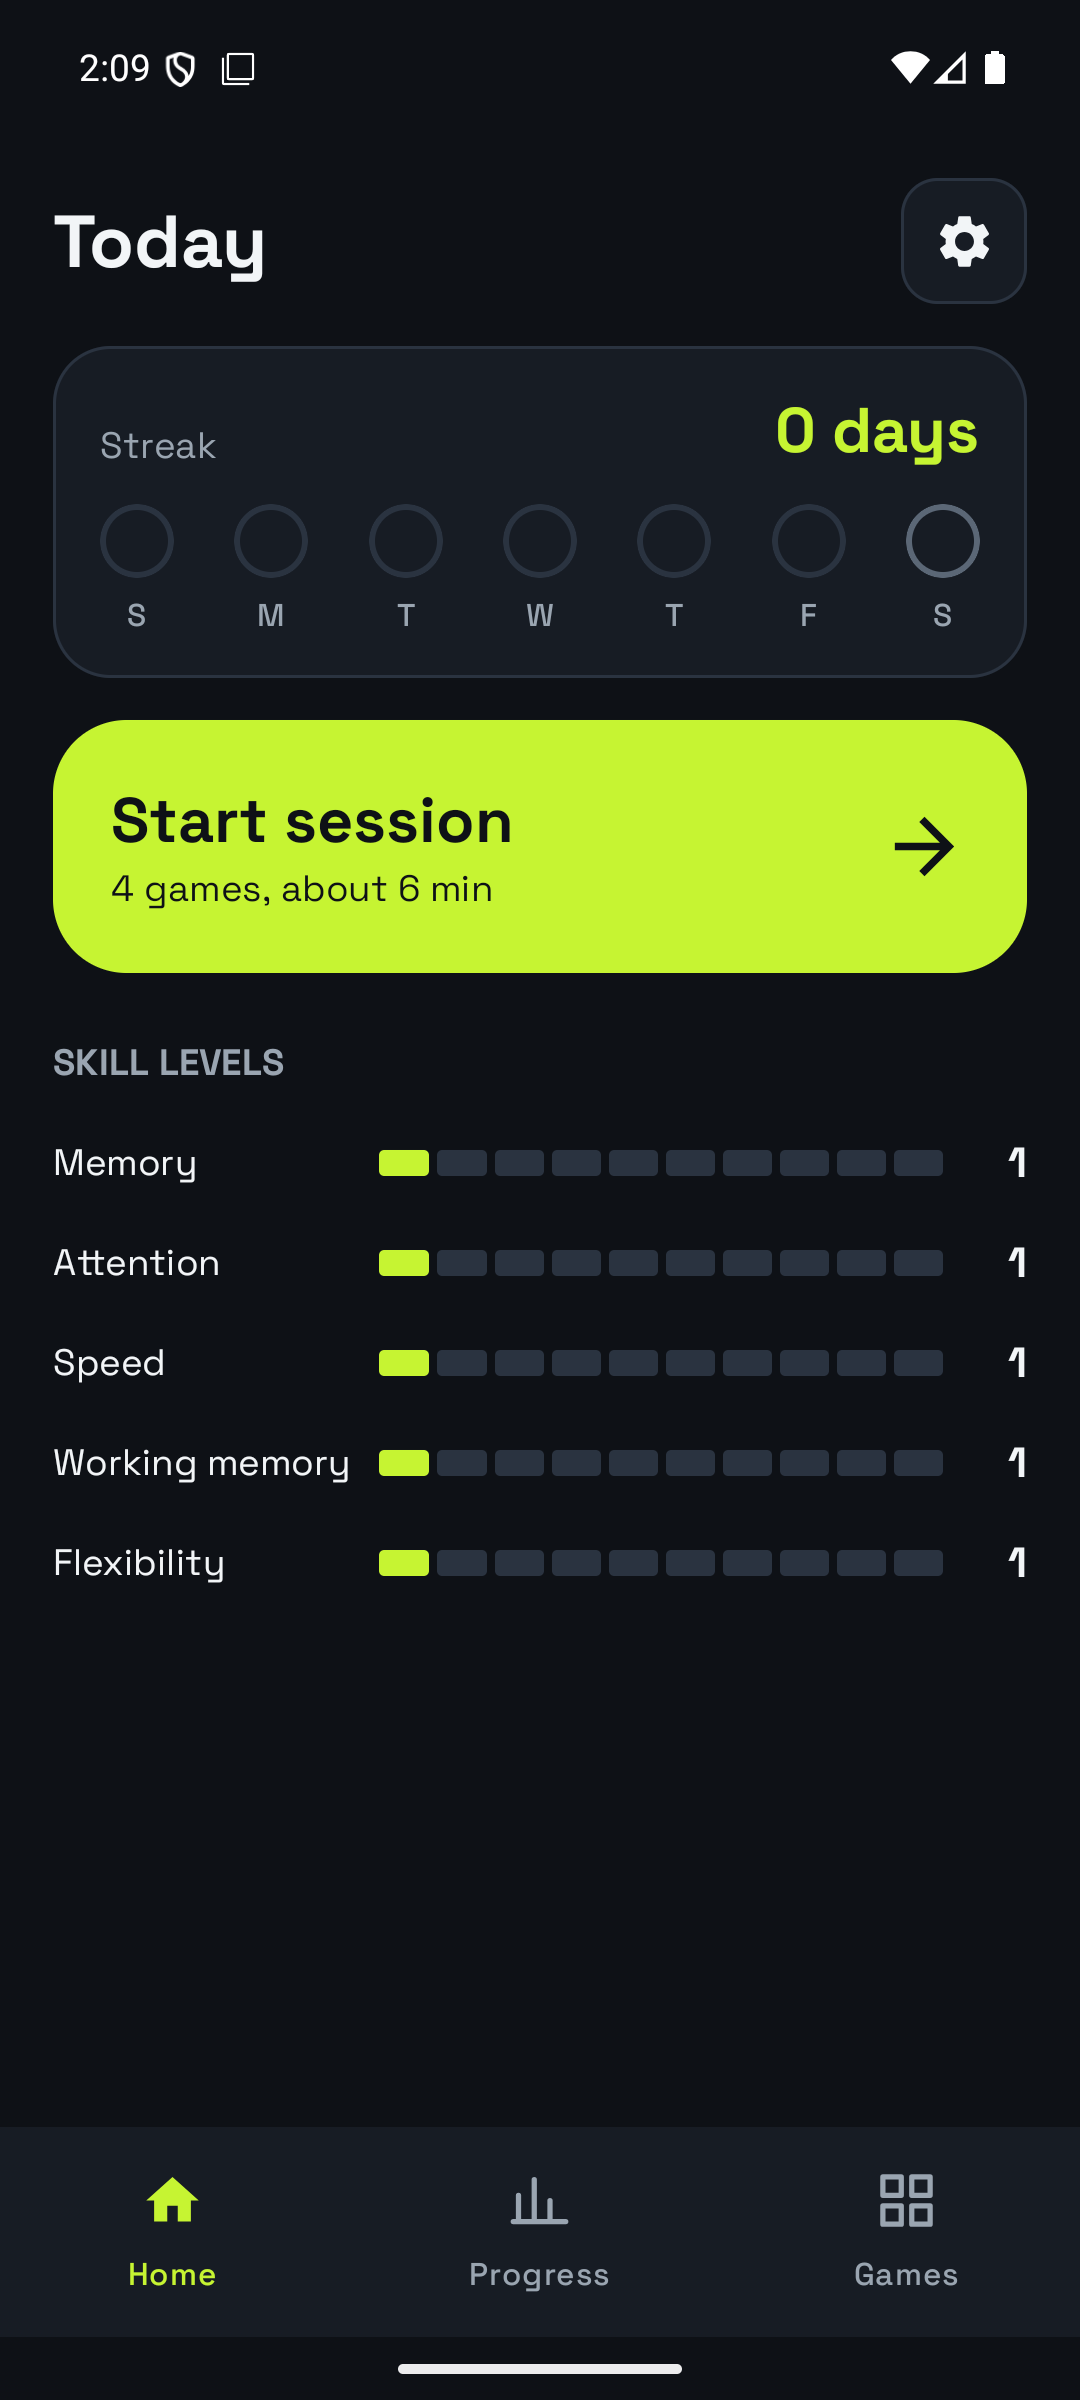 2:09
Today
Streak
0 days
S M T W T F S
Start session
4 games, about 6 min
SKILL LEVELS
Memory 1
Attention 1
Speed 1
Working memory 1
Flexibility 1
Home Progress Games